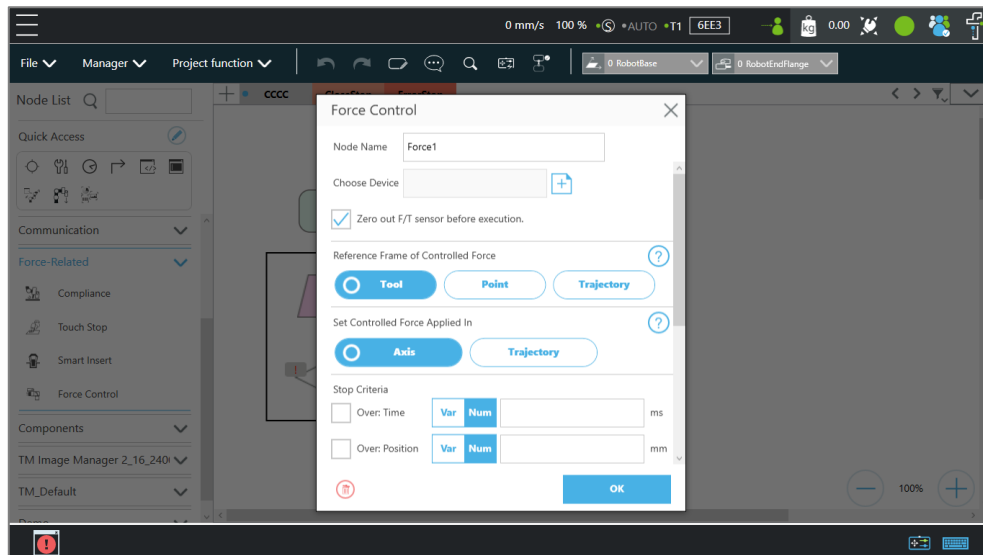 0 mm/s 100 % S AUTO T1 6EE3 kg 0.00
File Manager Project function 0 RobotBase 0 RobotEndFlange
Node List
CCCC
Force Control
Quick Access
Node Name Force1
Choose Device
Zero out F/T sensor before execution.
Communication
Force-Related
Reference Frame of Controlled Force ?
Tool Point Trajectory
Compliance
Touch Stop
Set Controlled Force Applied In ?
Axis Trajectory
Smart Insert
Force Control
Stop Criteria
Over: Time Var Num ms
Components
Over: Position Var Num mm
TM Image Manager 2_16_240
TM_Default
OK
100%